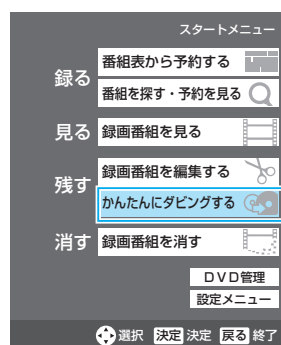 スタートメニュー
録る
番組表から予約する
番組を探す・予約を見る
見る 録画番組を見る
残す
録画番組を編集する
かんたんにダビングする
消す 録画番組を消す
ＤＶＤ管理
設定メニュー
選択 決定 決定 戻る 終了